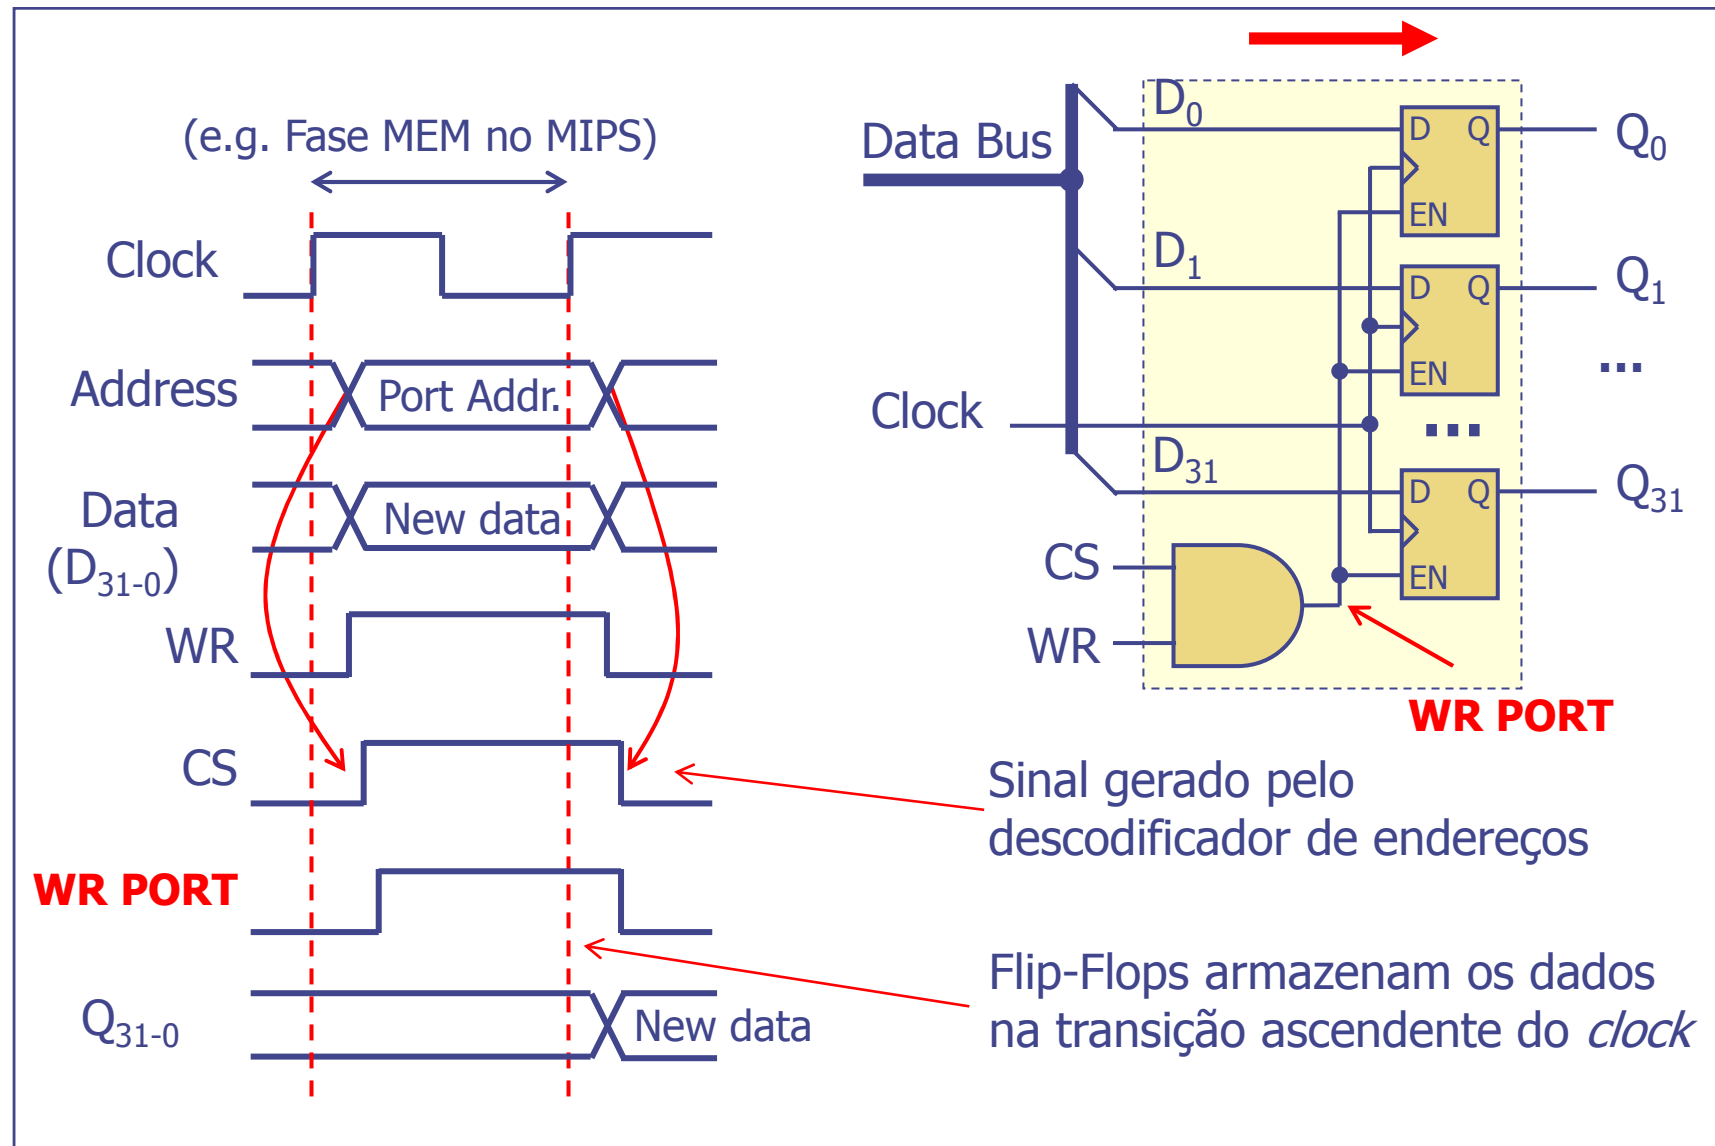 (e.g. Fase MEM no MIPS)
Clock
Address
Port Addr.
Data
(D31-0)
New data
WR
CS
WR PORT
Q31-0
New data
Data Bus
D0
D Q
EN
Q0
D1
D Q
EN
Q1
...
Clock
...
D31
D Q
EN
Q31
CS
WR
WR PORT
Sinal gerado pelo
descodificador de endereços
Flip-Flops armazenam os dados
na transição ascendente do clock